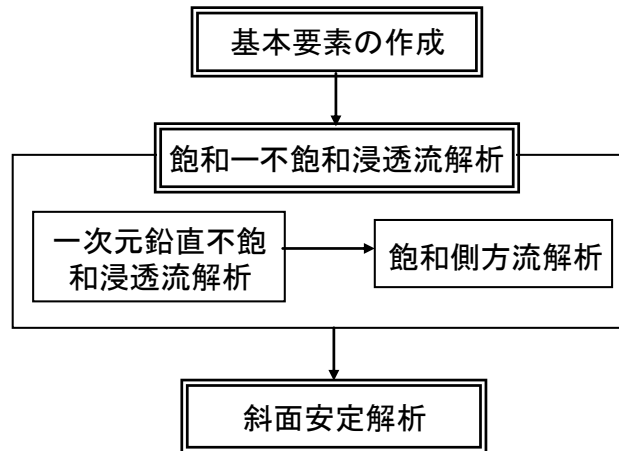 基本要素の作成
飽和一不飽和浸透流解析
一次元鉛直不飽
和浸透流解析
飽和側方流解析
斜面安定解析